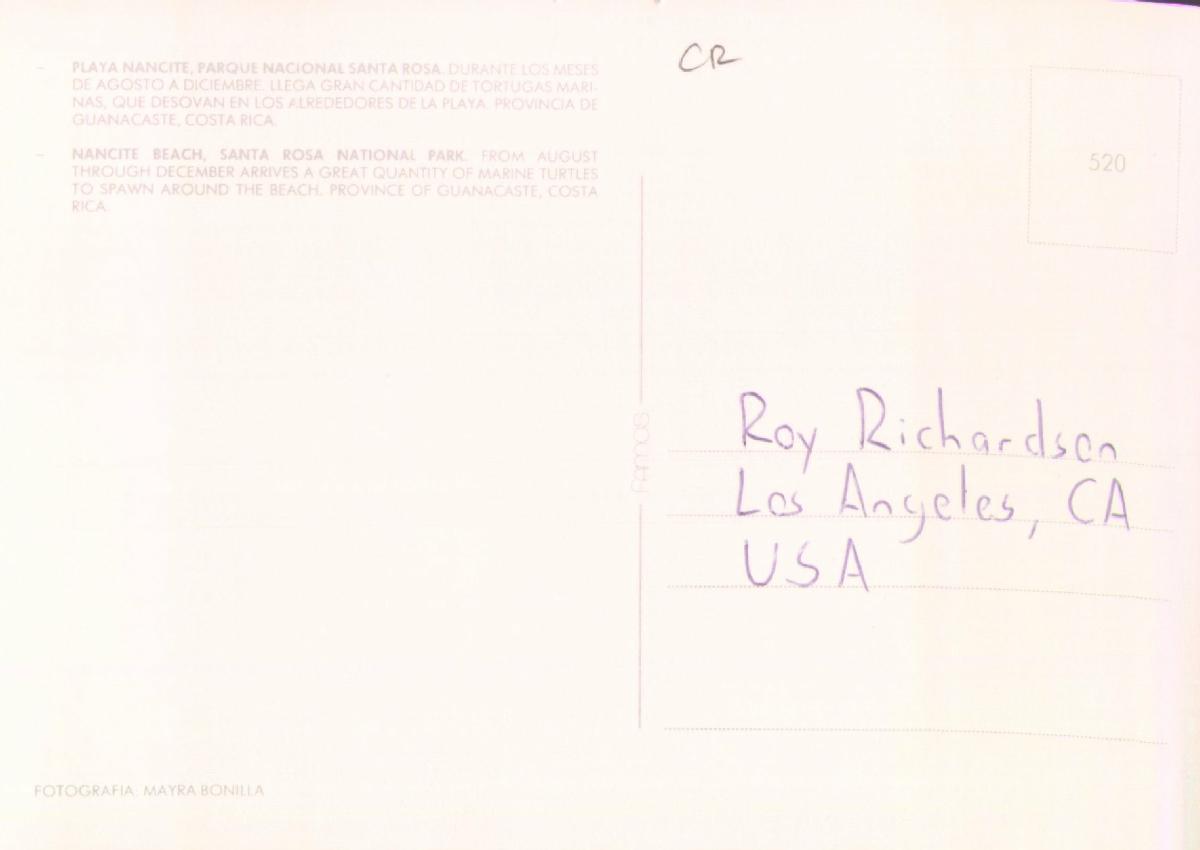 – PLAYA NANCITE, PARQUE NACIONAL SANTA ROSA. DURANTE LOS MESES
DE AGOSTO A DICIEMBRE. LLEGA GRAN CANTIDAD DE TORTUGAS MARI-
NAS, QUE DESOVAN EN LOS ALREDEDORES DE LA PLAYA. PROVINCIA DE
GUANACASTE, COSTA RICA.
– NANCITE BEACH, SANTA ROSA NATIONAL PARK. FROM AUGUST
THROUGH DECEMBER ARRIVES A GREAT QUANTITY OF MARINE TURTLES
TO SPAWN AROUND THE BEACH. PROVINCE OF GUANACASTE, COSTA
RICA.
FOTOGRAFIA: MAYRA BONILLA
FAMOUS
CR
520
Roy Richardson
Los Angeles, CA
USA